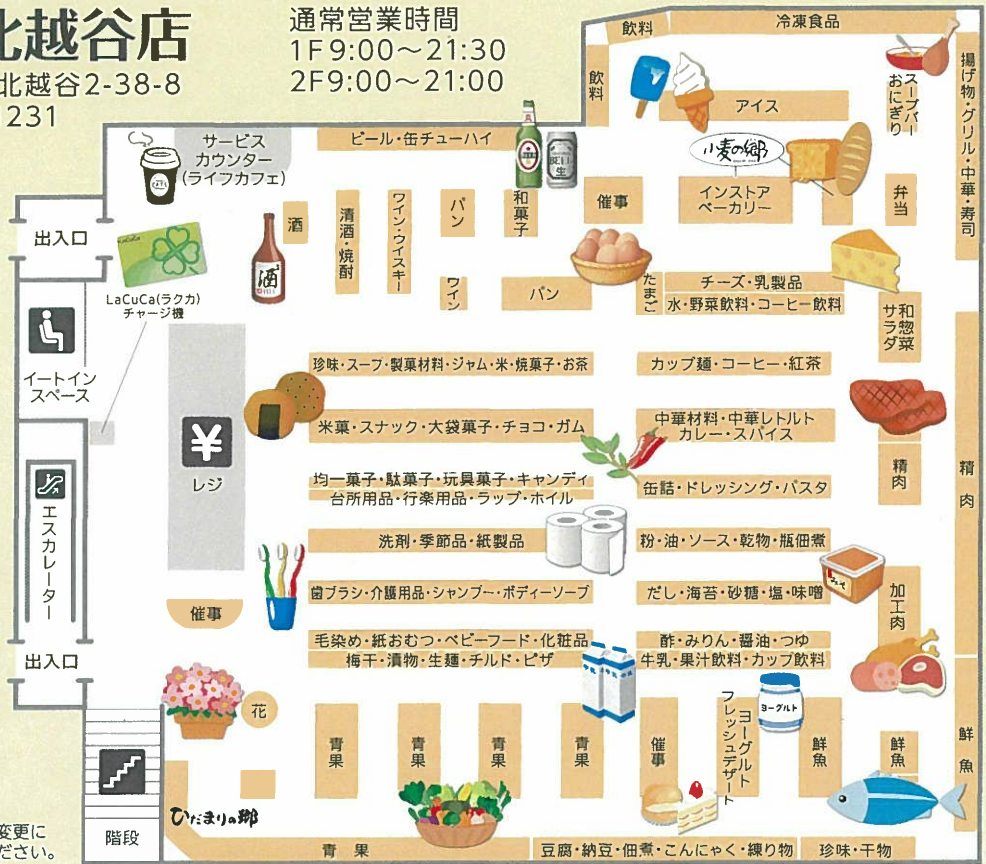 北越谷店
北越谷2-38-8
1231
通常営業時間
1F9:00〜21:30
2F9:00〜21:00
飲料
冷凍食品
飲料
アイス
スープバー
おにぎり
揚げ物・グリル・中華・寿司
サービス
カウンター
(ライフカフェ)
ビール・缶チューハイ
BEER
生
小麦の郷
インストア
ベーカリー
弁当
催事
出入口
LaCuCa
LaCuCa(ラクカ)
チャージ機
酒
酒
清酒・焼酎
ワイン・ウイスキー
パン
和菓子
ワイン
パン
たまご
チーズ・乳製品
水・野菜飲料・コーヒー飲料
和惣菜
サラダ
イートイン
スペース
珍味・スープ・製菓材料・ジャム・米・焼菓子・お茶
カップ麺・コーヒー・紅茶
米菓・スナック・大袋菓子・チョコ・ガム
中華材料・中華レトルト
カレー・スパイス
¥
レジ
均一菓子・駄菓子・玩具菓子・キャンディ
台所用品・行楽用品・ラップ・ホイル
缶詰・ドレッシング・パスタ
精肉
精肉
エスカレーター
洗剤・季節品・紙製品
粉・油・ソース・乾物・瓶佃煮
みそ
歯ブラシ・介護用品・シャンプー・ボディーソープ
だし・海苔・砂糖・塩・味噌
加工肉
催事
毛染め・紙おむつ・ベビーフード・化粧品
梅干・漬物・生麺・チルド・ピザ
酢・みりん・醤油・つゆ
牛乳・果汁飲料・カップ飲料
出入口
牛乳
牛乳
花
青果
青果
青果
青果
催事
ヨーグルト
フレッシュデザート
ヨーグルト
鮮魚
鮮魚
鮮魚
ひだまりの郷
階段
青果
豆腐・納豆・佃煮・こんにゃく・練り物
珍味・干物
変更に
ださい。